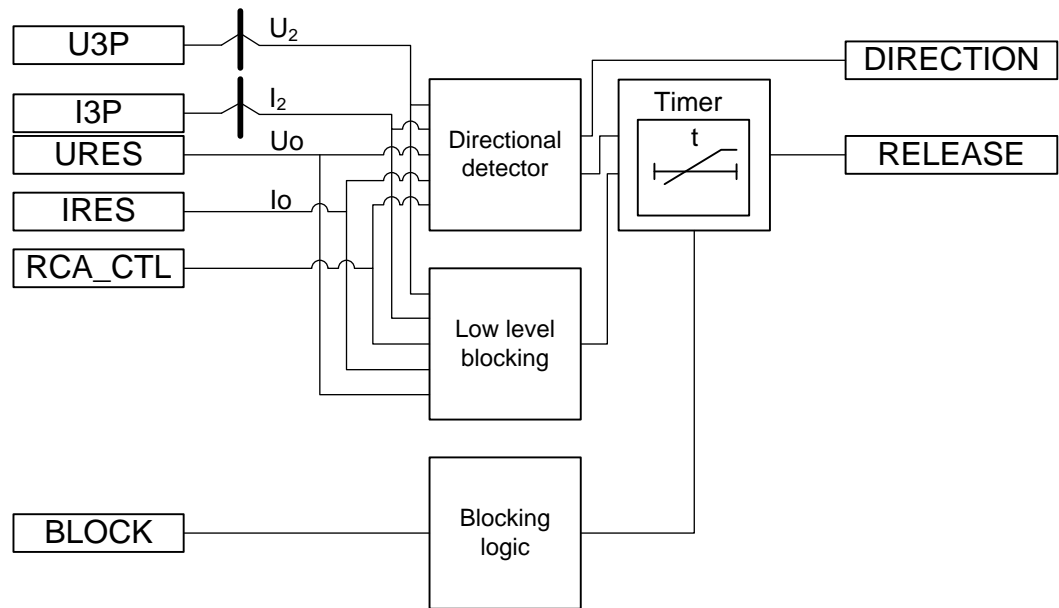 U3P
U₂
I3P
I₂
URES
Uo
IRES
Io
RCA_CTL
BLOCK
Directional
detector
Low level
blocking
Blocking
logic
Timer
t
DIRECTION
RELEASE